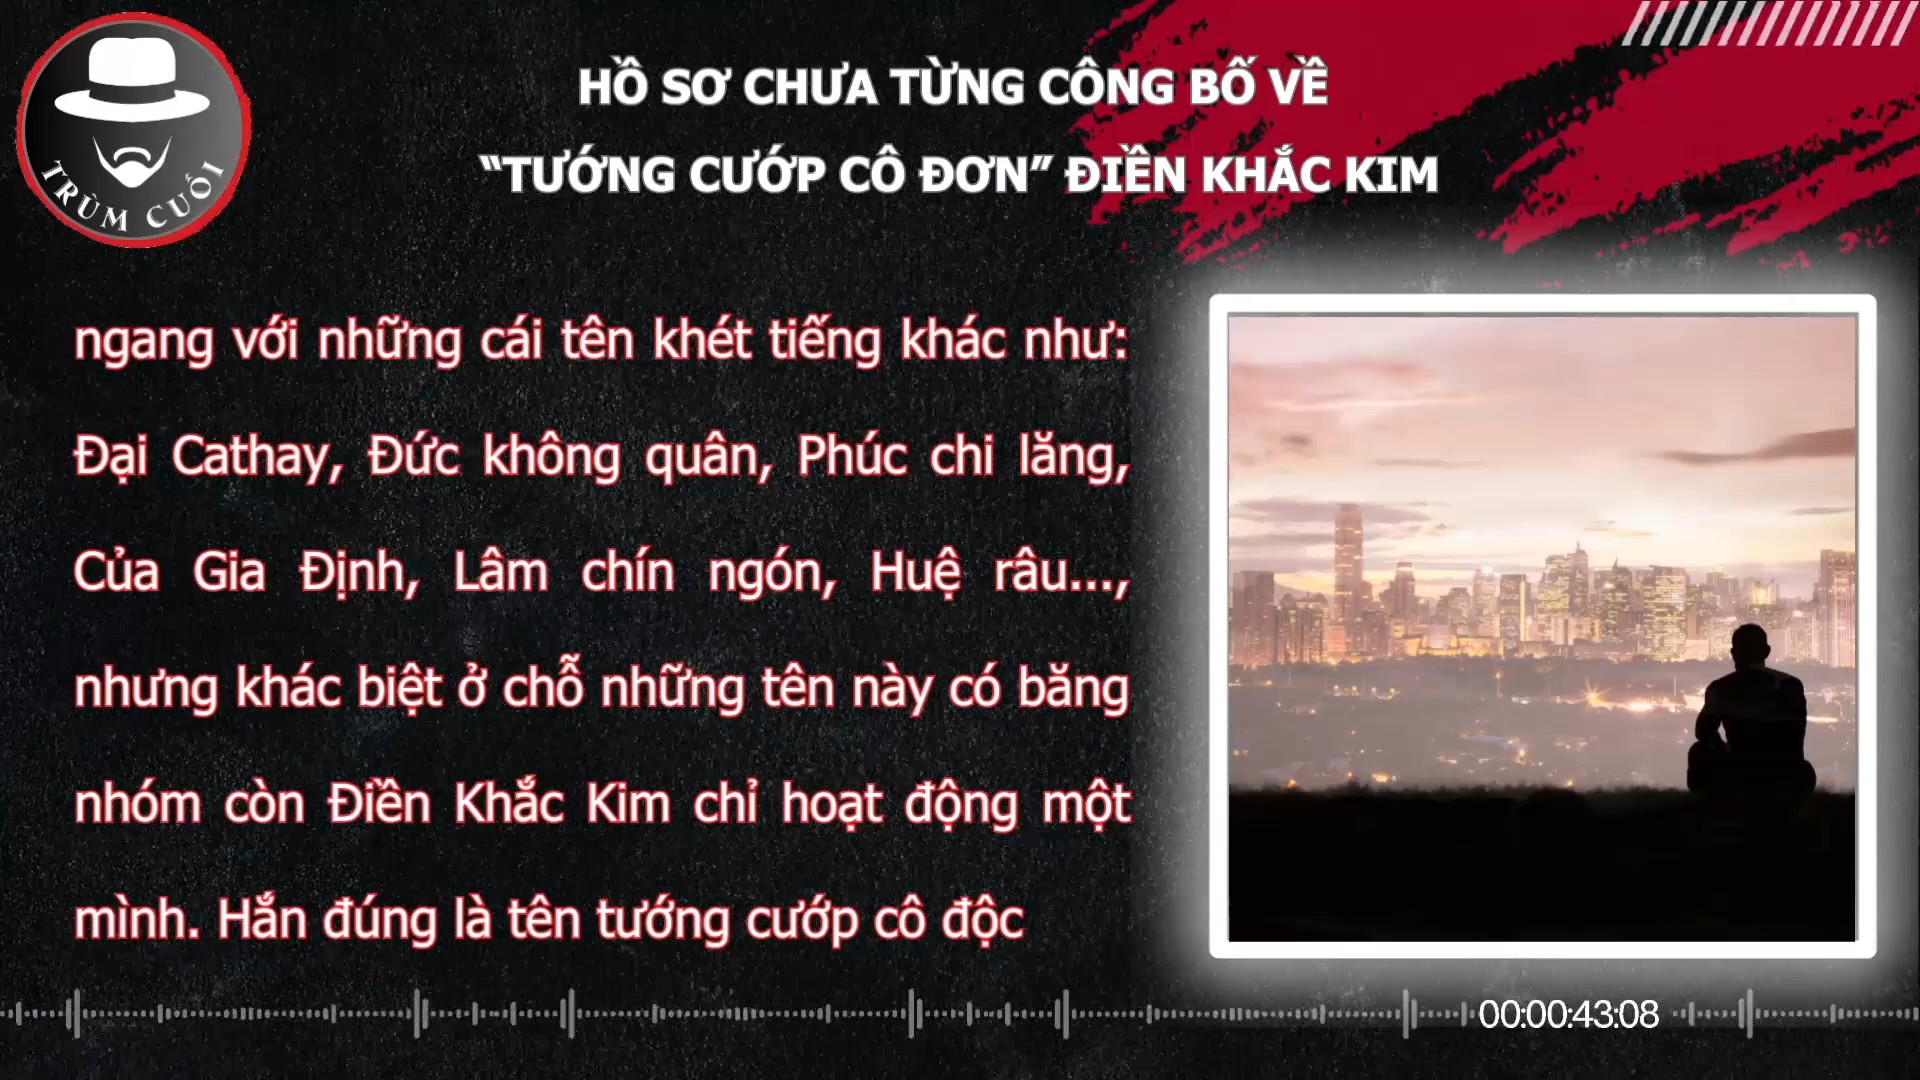 TRÙM CUỐI
HỒ SƠ CHƯA TỪNG CÔNG BỐ VỀ
“TƯỚNG CƯỚP CÔ ĐƠN” ĐIỀN KHẮC KIM
ngang với những cái tên khét tiếng khác như:
Đại Cathay, Đức không quân, Phúc chi lăng,
Của Gia Định, Lâm chín ngón, Huệ râu...,
nhưng khác biệt ở chỗ những tên này có băng
nhóm còn Điền Khắc Kim chỉ hoạt động một
mình. Hắn đúng là tên tướng cướp cô độc
00:00:43:08